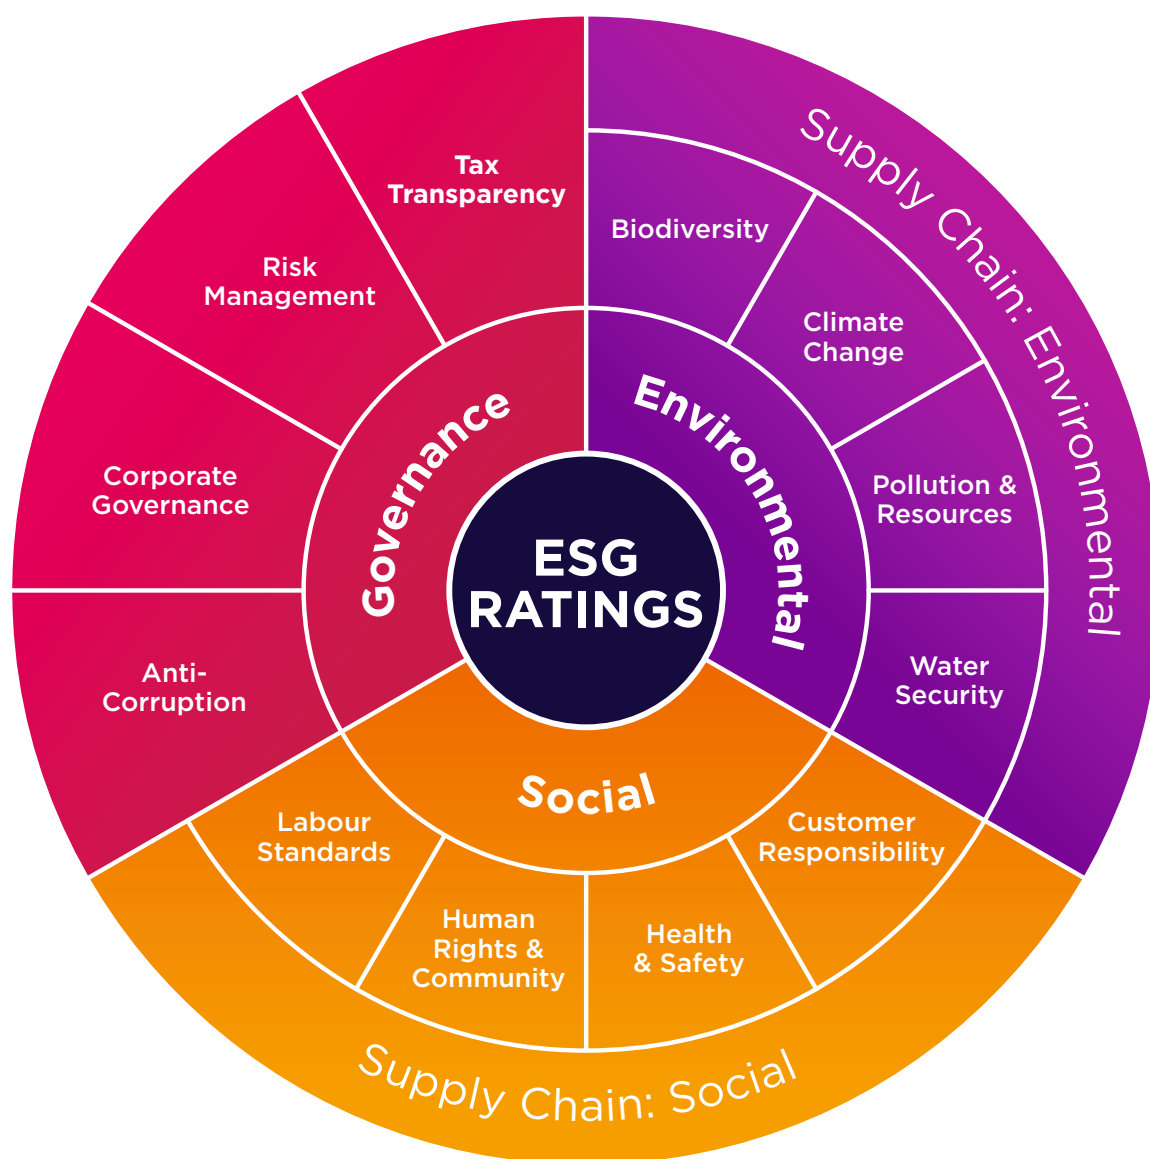 ESG
RATINGS
Environmental
Biodiversity
Climate
Change
Pollution &
Resources
Water
Security
Supply Chain: Environmental
Social
Customer
Responsibility
Health
& Safety
Human
Rights &
Community
Labour
Standards
Supply Chain: Social
Governance
Anti-
Corruption
Corporate
Governance
Risk
Management
Tax
Transparency